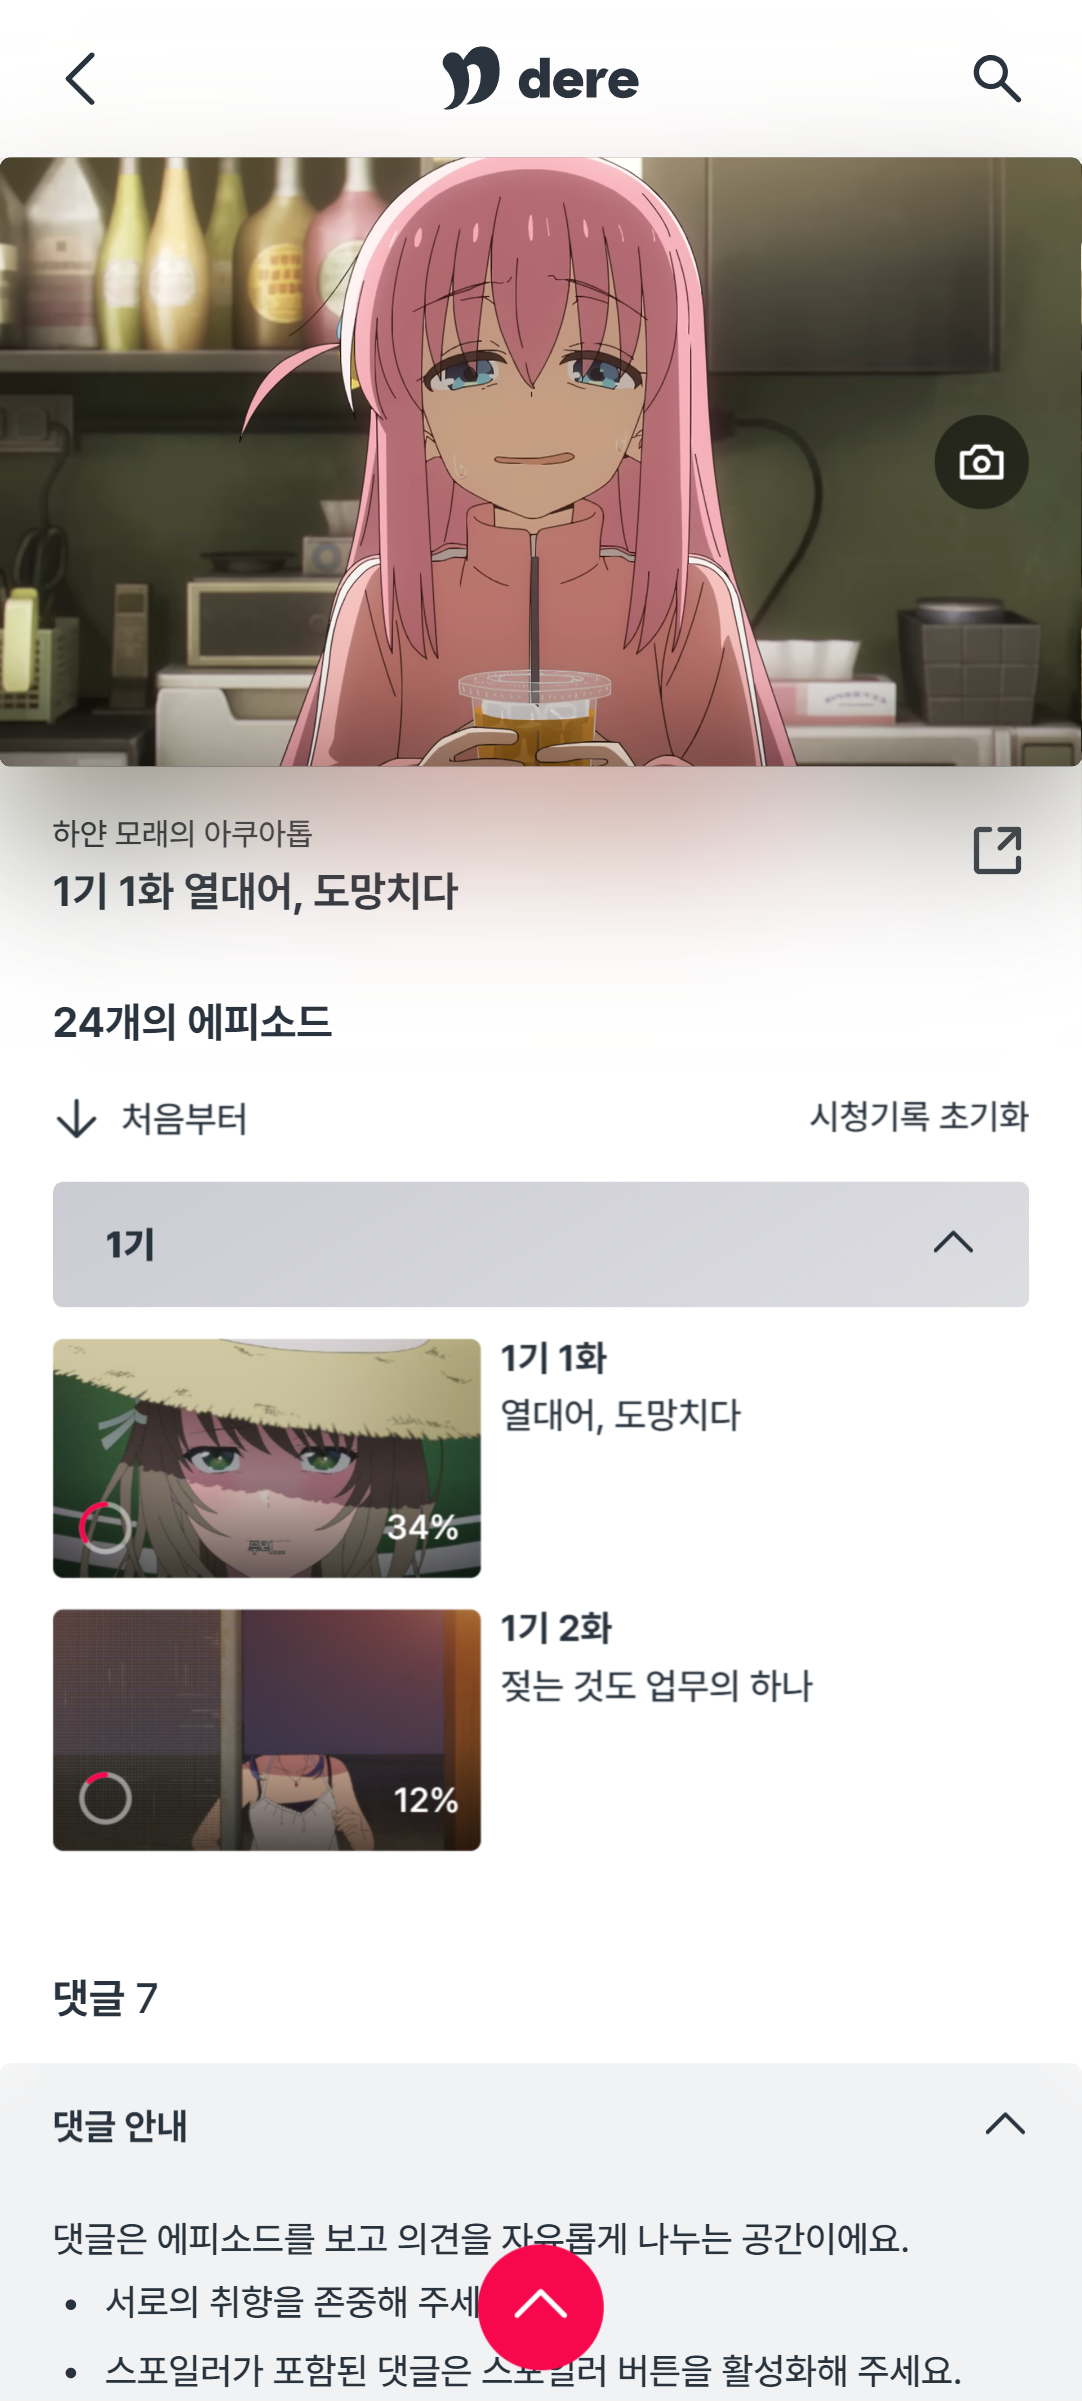 dere
하얀 모래의 아쿠아톱
1기 1화 열대어, 도망치다
24개의 에피소드
처음부터
시청기록 초기화
1기
1기 1화
열대어, 도망치다
34%
1기 2화
젖는 것도 업무의 하나
12%
댓글 7
댓글 안내
댓글은 에피소드를 보고 의견을 자유롭게 나누는 공간이에요.
서로의 취향을 존중해 주세
스포일러가 포함된 댓글은 스포일러 버튼을 활성화해 주세요.